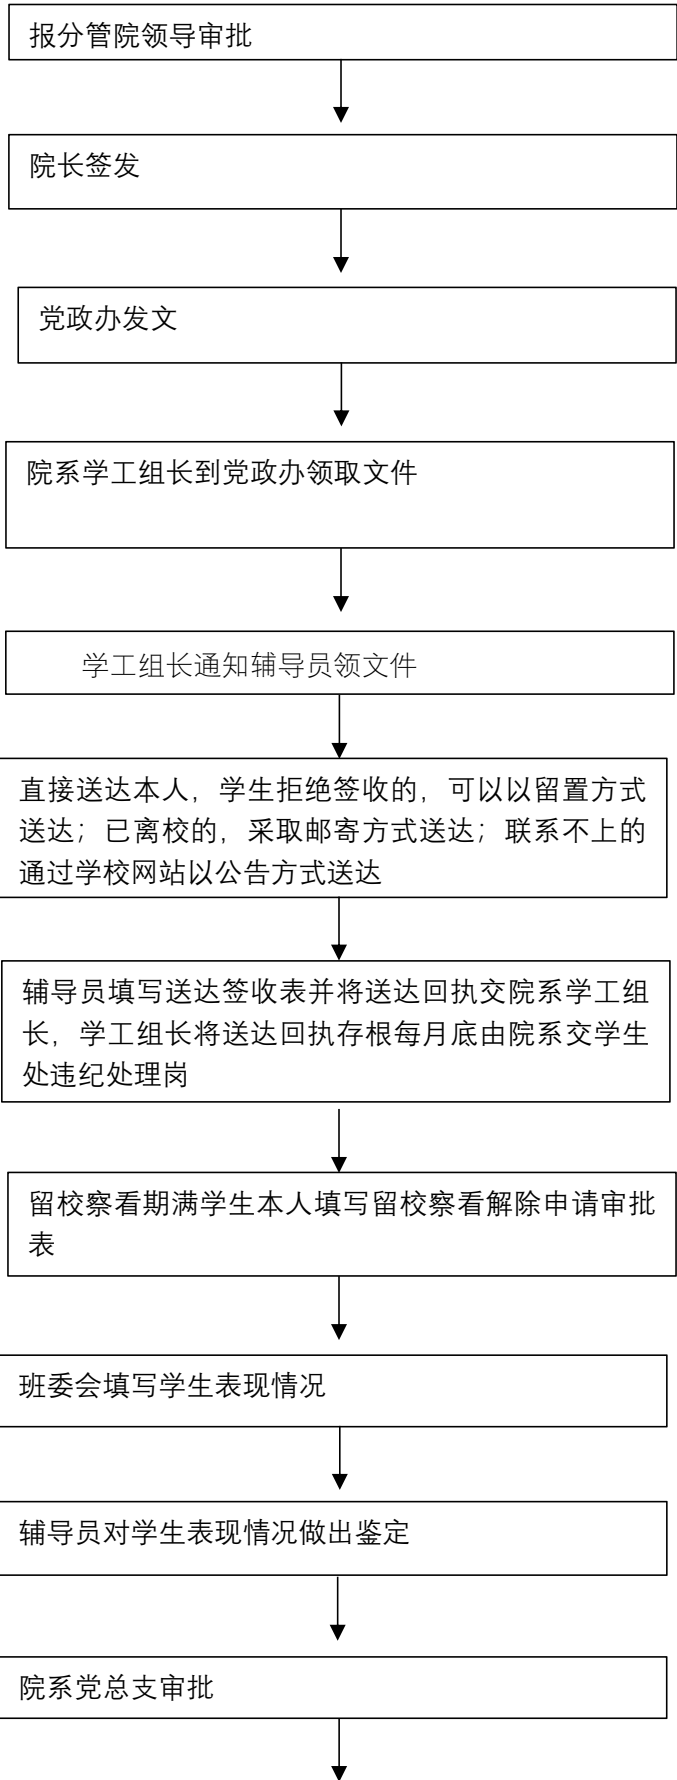 报分管院领导审批
院长签发
党政办发文
院系学工组长到党政办领取文件
学工组长通知辅导员领文件
直接送达本人，学生拒绝签收的，可以以留置方式
送达；已离校的，采取邮寄方式送达；联系不上的
通过学校网站以公告方式送达
辅导员填写送达签收表并将送达回执交院系学工组
长，学工组长将送达回执存根每月底由院系交学生
处违纪处理岗
留校察看期满学生本人填写留校察看解除申请审批
表
班委会填写学生表现情况
辅导员对学生表现情况做出鉴定
院系党总支审批